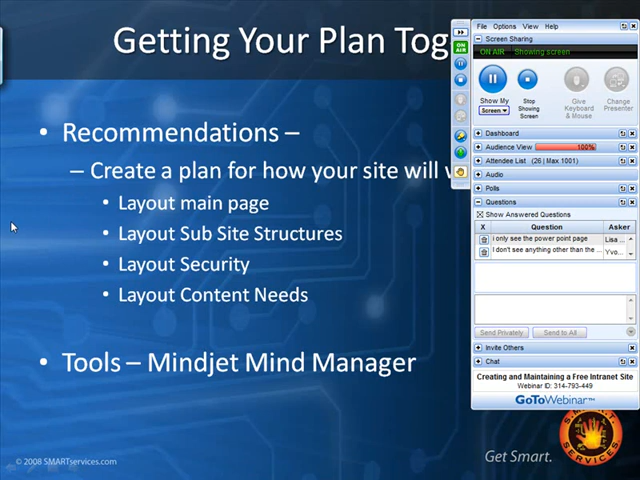 Getting Your Plan Tog
• Recommendations –
– Create a plan for how your site will
• Layout main page
• Layout Sub Site Structures
• Layout Security
• Layout Content Needs
• Tools – Mindjet Mind Manager
© 2008 SMARTservices.com
Get Smart.
S.M.A.R.T.
SERVICES
ON AIR
File Options View Help
Screen Sharing
ON AIR Showing screen
Show My
Screen
Stop
Showing
Screen
Give
Keyboard
& Mouse
Change
Presenter
Dashboard
Audience View 100%
Attendee List (26 | Max 1001)
Audio
Polls
Questions
Show Answered Questions
X Question Asker
i only see the power point page Lisa ...
I don't see anything other than the ... Yvo...
Send Privately Send to All
Invite Others
Chat
Creating and Maintaining a Free Intranet Site
Webinar ID: 314-793-449
GoToWebinar™